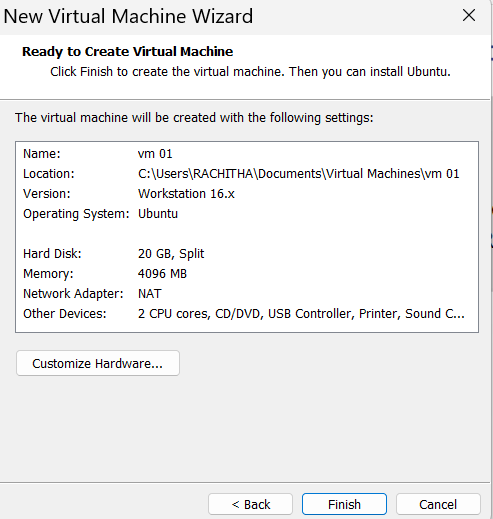 New Virtual Machine Wizard
Ready to Create Virtual Machine
Click Finish to create the virtual machine. Then you can install Ubuntu.
The virtual machine will be created with the following settings:
Name: vm 01
Location: C:\Users\RACHITHA\Documents\Virtual Machines\vm 01
Version: Workstation 16.x
Operating System: Ubuntu
Hard Disk: 20 GB, Split
Memory: 4096 MB
Network Adapter: NAT
Other Devices: 2 CPU cores, CD/DVD, USB Controller, Printer, Sound C...
Customize Hardware...
< Back Finish Cancel